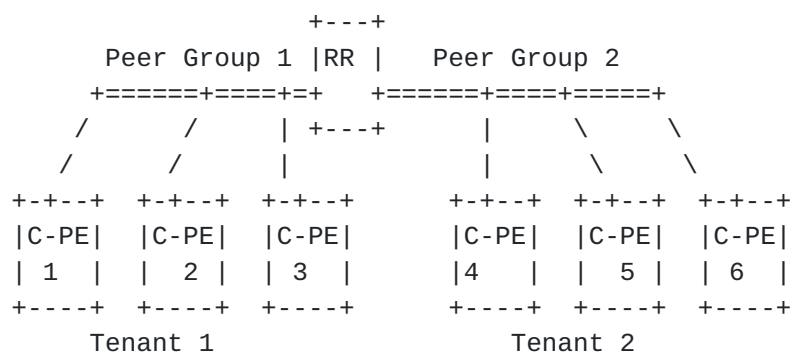 +---+
      Peer Group 1 |RR |   Peer Group 2
     +======+====+=+   +======+====+=====+
    /      /     | +---+      |     \     \
   /      /      |            |      \     \
+-+--+  +-+--+  +-+--+      +-+--+  +-+--+  +-+--+
|C-PE|  |C-PE|  |C-PE|      |C-PE|  |C-PE|  |C-PE|
| 1  |  |  2 |  | 3  |      |4   |  |  5 |  | 6  |
+----+  +----+  +----+      +----+  +----+  +----+
     Tenant 1                   Tenant 2